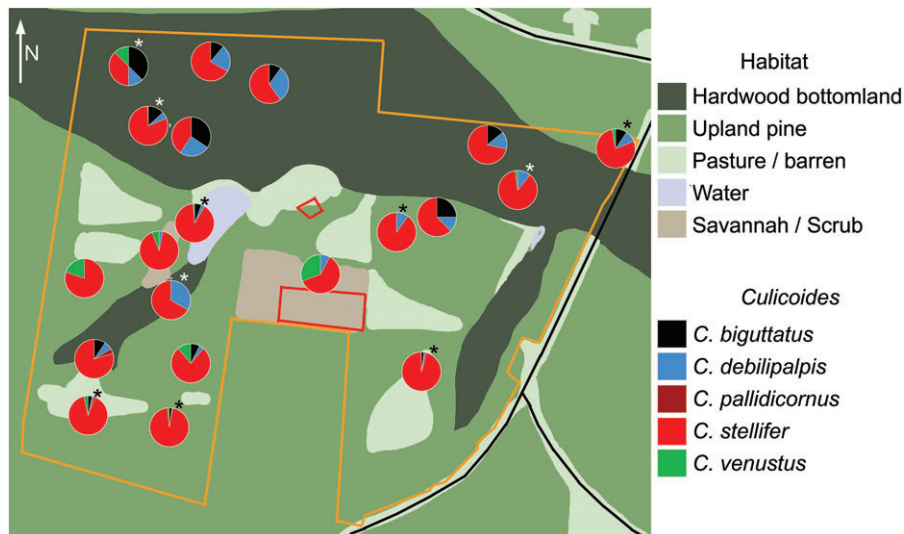 N
Habitat
Hardwood bottomland
Upland pine
Pasture / barren
Water
Savannah / Scrub
Culicoides
C. biguttatus
C. debilipalpis
C. pallidicornus
C. stellifer
C. venustus
*
*
*
*
*
*
*
*
*
*